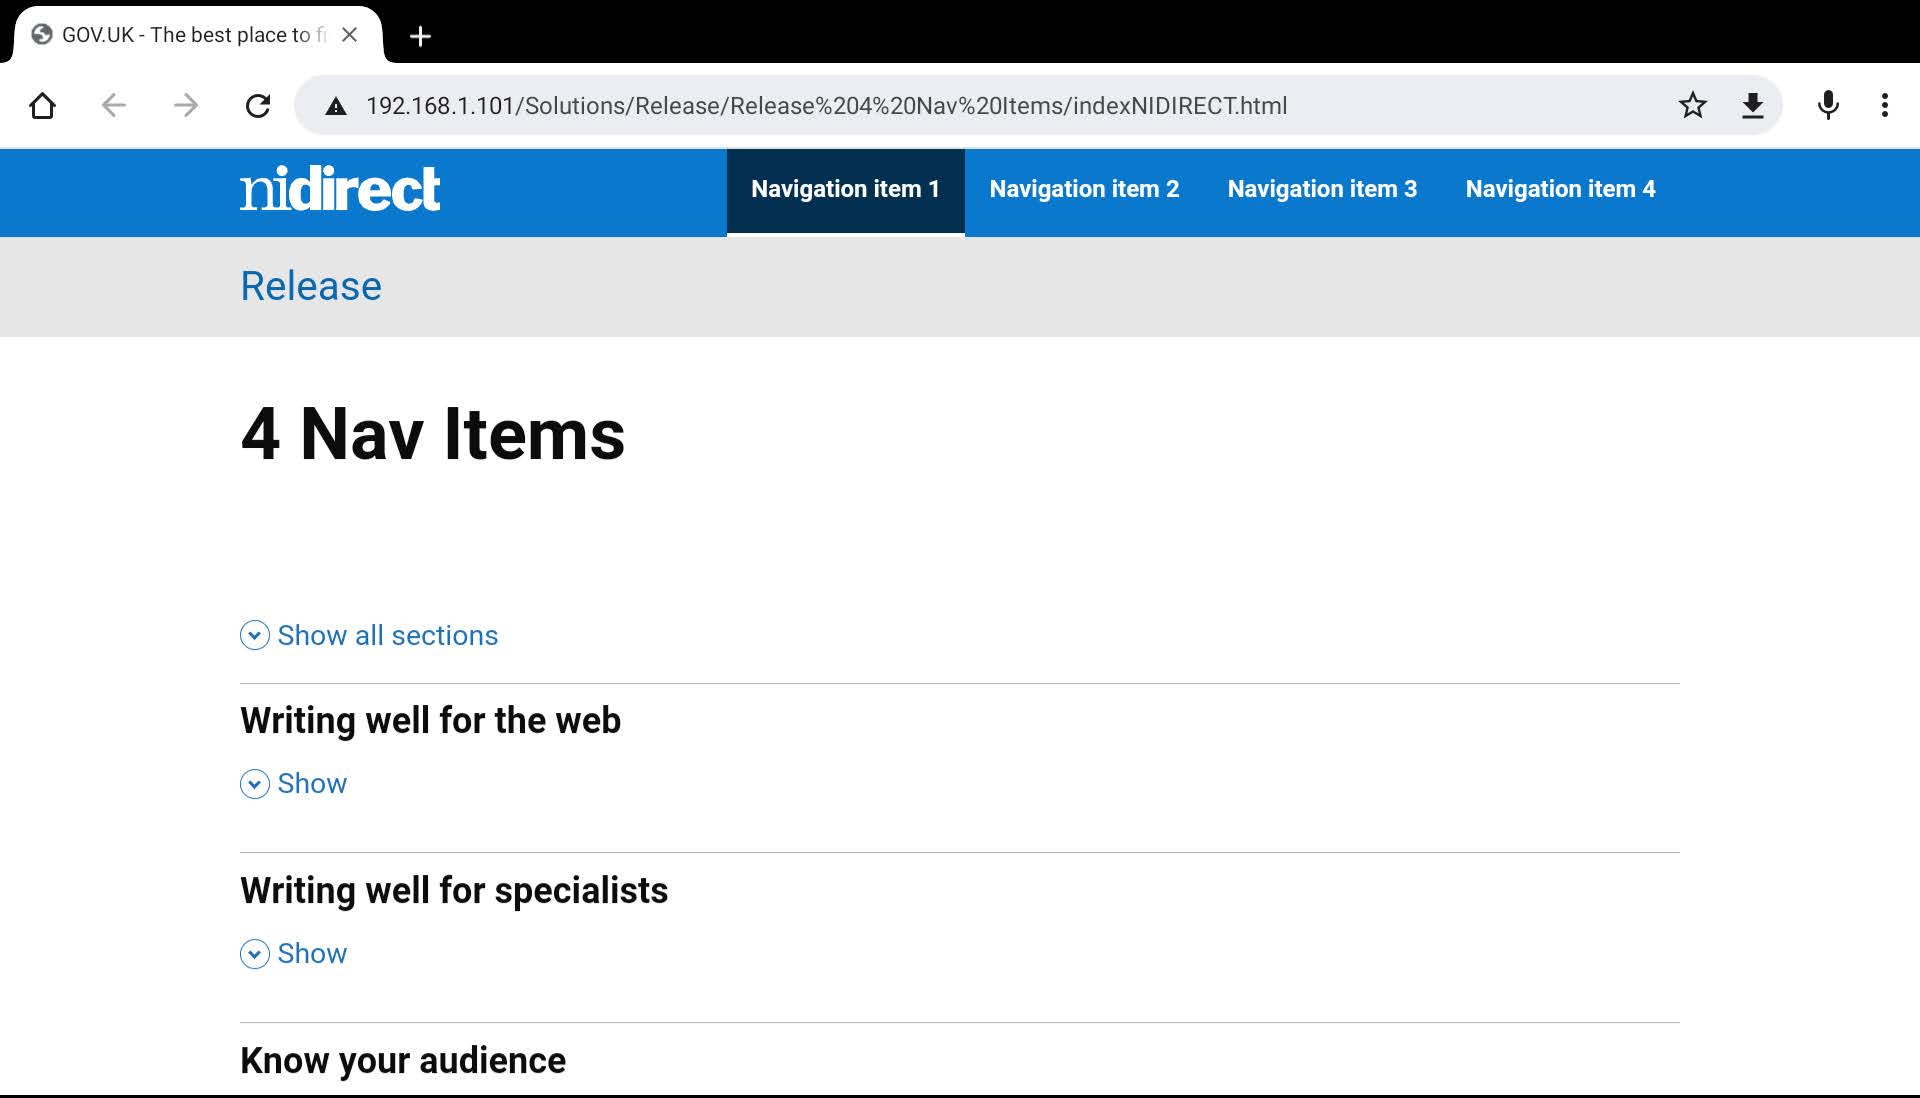 GOV.UK - The best place to fi
192.168.1.101/Solutions/Release/Release%204%20Nav%20Items/indexNIDIRECT.html
nidirect
Navigation item 1
Navigation item 2
Navigation item 3
Navigation item 4
Release
4 Nav Items
Show all sections
Writing well for the web
Show
Writing well for specialists
Show
Know your audience